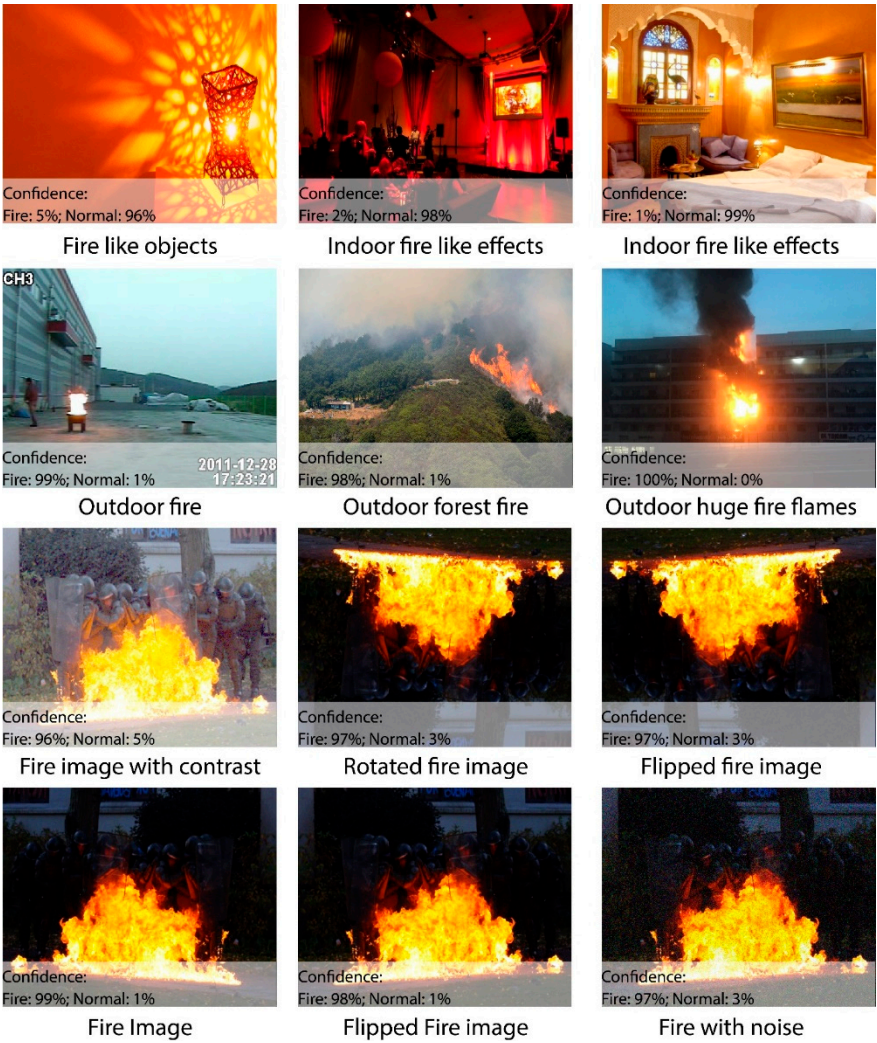 Confidence:
Fire: 5%; Normal: 96%
Fire like objects
Confidence:
Fire: 2%; Normal: 98%
Indoor fire like effects
Confidence:
Fire: 1%; Normal: 99%
Indoor fire like effects
CH3
2011-12-28
17:23:21
Confidence:
Fire: 99%; Normal: 1%
Outdoor fire
Confidence:
Fire: 98%; Normal: 1%
Outdoor forest fire
Confidence:
Fire: 100%; Normal: 0%
Outdoor huge fire flames
Confidence:
Fire: 96%; Normal: 5%
Fire image with contrast
Confidence:
Fire: 97%; Normal: 3%
Rotated fire image
Confidence:
Fire: 97%; Normal: 3%
Flipped fire image
Confidence:
Fire: 99%; Normal: 1%
Fire Image
Confidence:
Fire: 98%; Normal: 1%
Flipped Fire image
Confidence:
Fire: 97%; Normal: 3%
Fire with noise